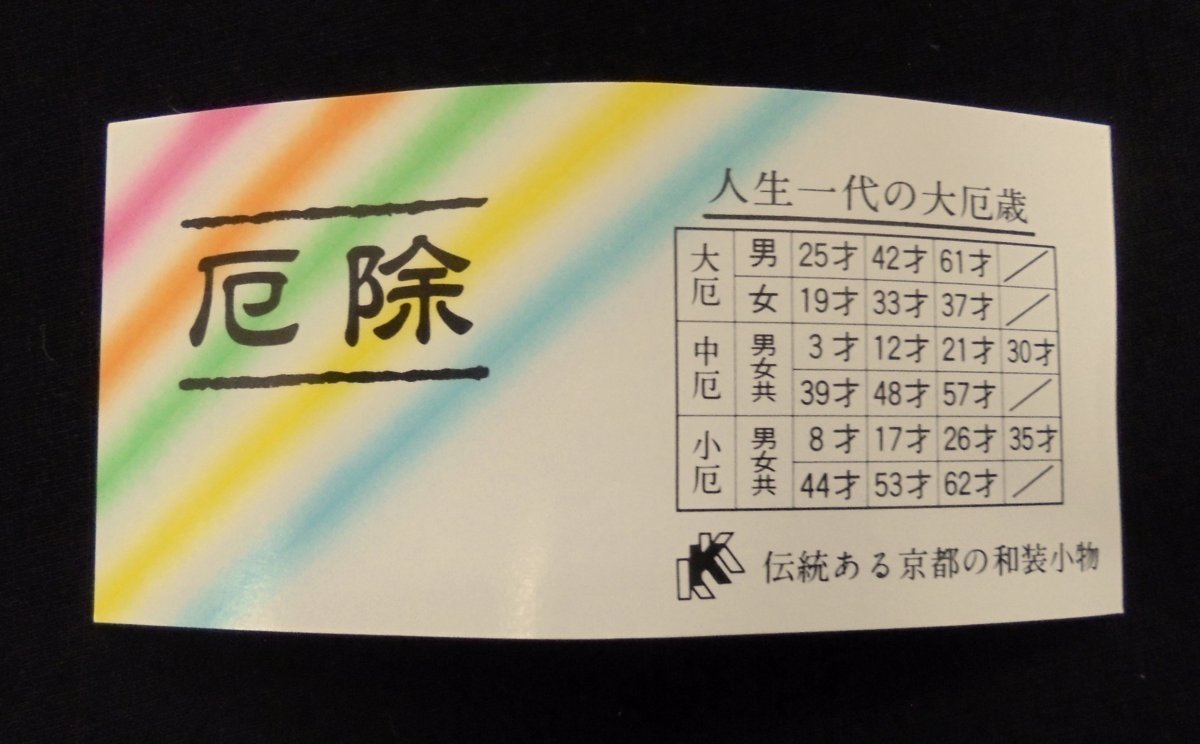 厄除
人生一代の大厄歳
大厄 男 25才 42才 61才 ／
女 19才 33才 37才 ／
中厄 男女共 3才 12才 21才 30才
39才 48才 57才 ／
小厄 男女共 8才 17才 26才 35才
44才 53才 62才 ／
KKK 伝統ある京都の和装小物